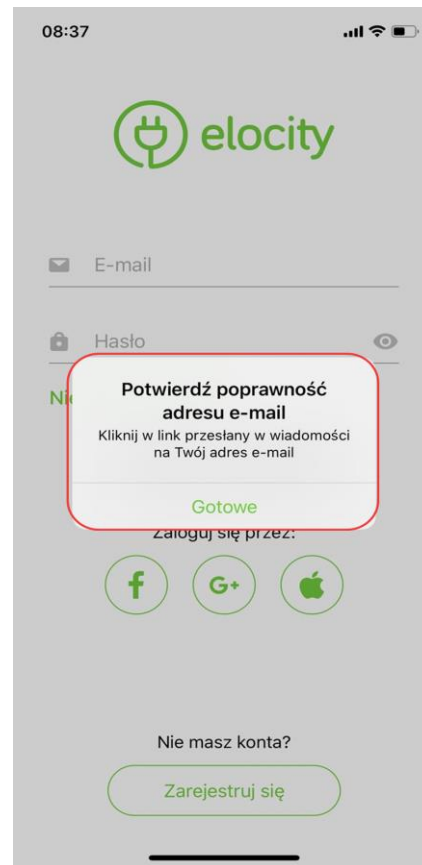 08:37
elocity
E-mail
Hasło
Potwierdź poprawność
adresu e-mail
Kliknij w link przesłany w wiadomości
na Twój adres e-mail
Gotowe
Zaloguj się przez:
f G+
Nie masz konta?
Zarejestruj się